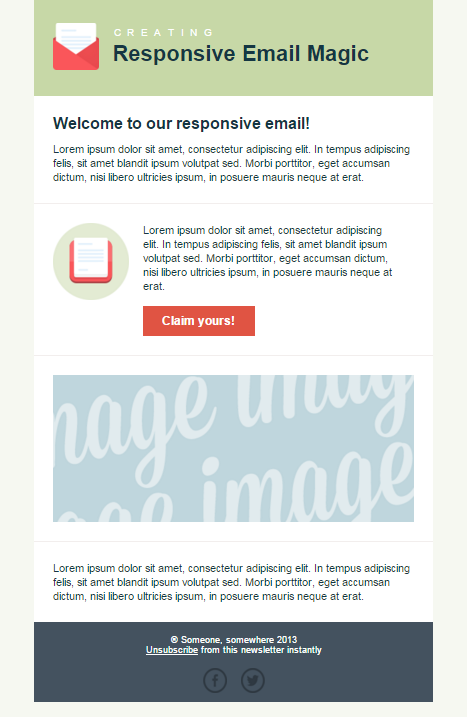 CREATING
Responsive Email Magic
Welcome to our responsive email!
Lorem ipsum dolor sit amet, consectetur adipiscing elit. In tempus adipiscing
felis, sit amet blandit ipsum volutpat sed. Morbi porttitor, eget accumsan
dictum, nisi libero ultricies ipsum, in posuere mauris neque at erat.
Lorem ipsum dolor sit amet, consectetur adipiscing
elit. In tempus adipiscing felis, sit amet blandit ipsum
volutpat sed. Morbi porttitor, eget accumsan dictum,
nisi libero ultricies ipsum, in posuere mauris neque at
erat.
Claim yours!
mage image
age image
Lorem ipsum dolor sit amet, consectetur adipiscing elit. In tempus adipiscing
felis, sit amet blandit ipsum volutpat sed. Morbi porttitor, eget accumsan
dictum, nisi libero ultricies ipsum, in posuere mauris neque at erat.
® Someone, somewhere 2013
Unsubscribe from this newsletter instantly